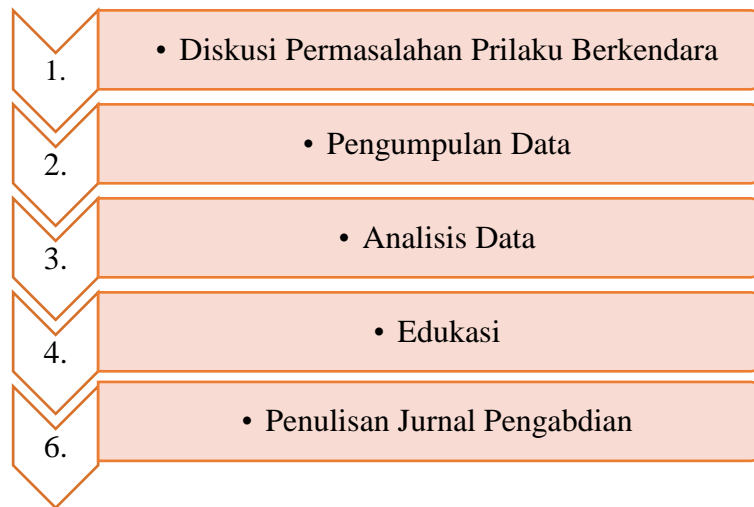 1. • Diskusi Permasalahan Prilaku Berkendara
2. • Pengumpulan Data
3. • Analisis Data
4. • Edukasi
6. • Penulisan Jurnal Pengabdian